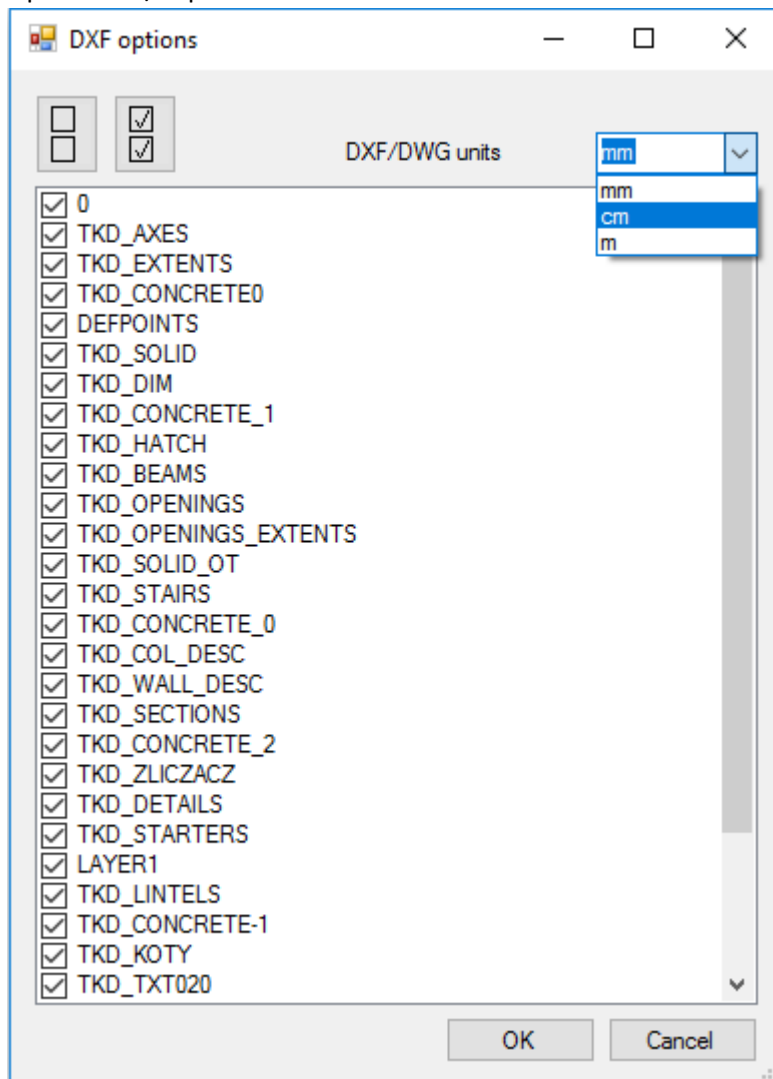 DXF options
DXF/DWG units
mm
mm
cm
m
0
TKD_AXES
TKD_EXTENTS
TKD_CONCRETE0
DEFPOINTS
TKD_SOLID
TKD_DIM
TKD_CONCRETE_1
TKD_HATCH
TKD_BEAMS
TKD_OPENINGS
TKD_OPENINGS_EXTENTS
TKD_SOLID_OT
TKD_STAIRS
TKD_CONCRETE_0
TKD_COL_DESC
TKD_WALL_DESC
TKD_SECTIONS
TKD_CONCRETE_2
TKD_ZLICZACZ
TKD_DETAILS
TKD_STARTERS
LAYER1
TKD_LINTELS
TKD_CONCRETE-1
TKD_KOTY
TKD_TXT020
OK
Cancel